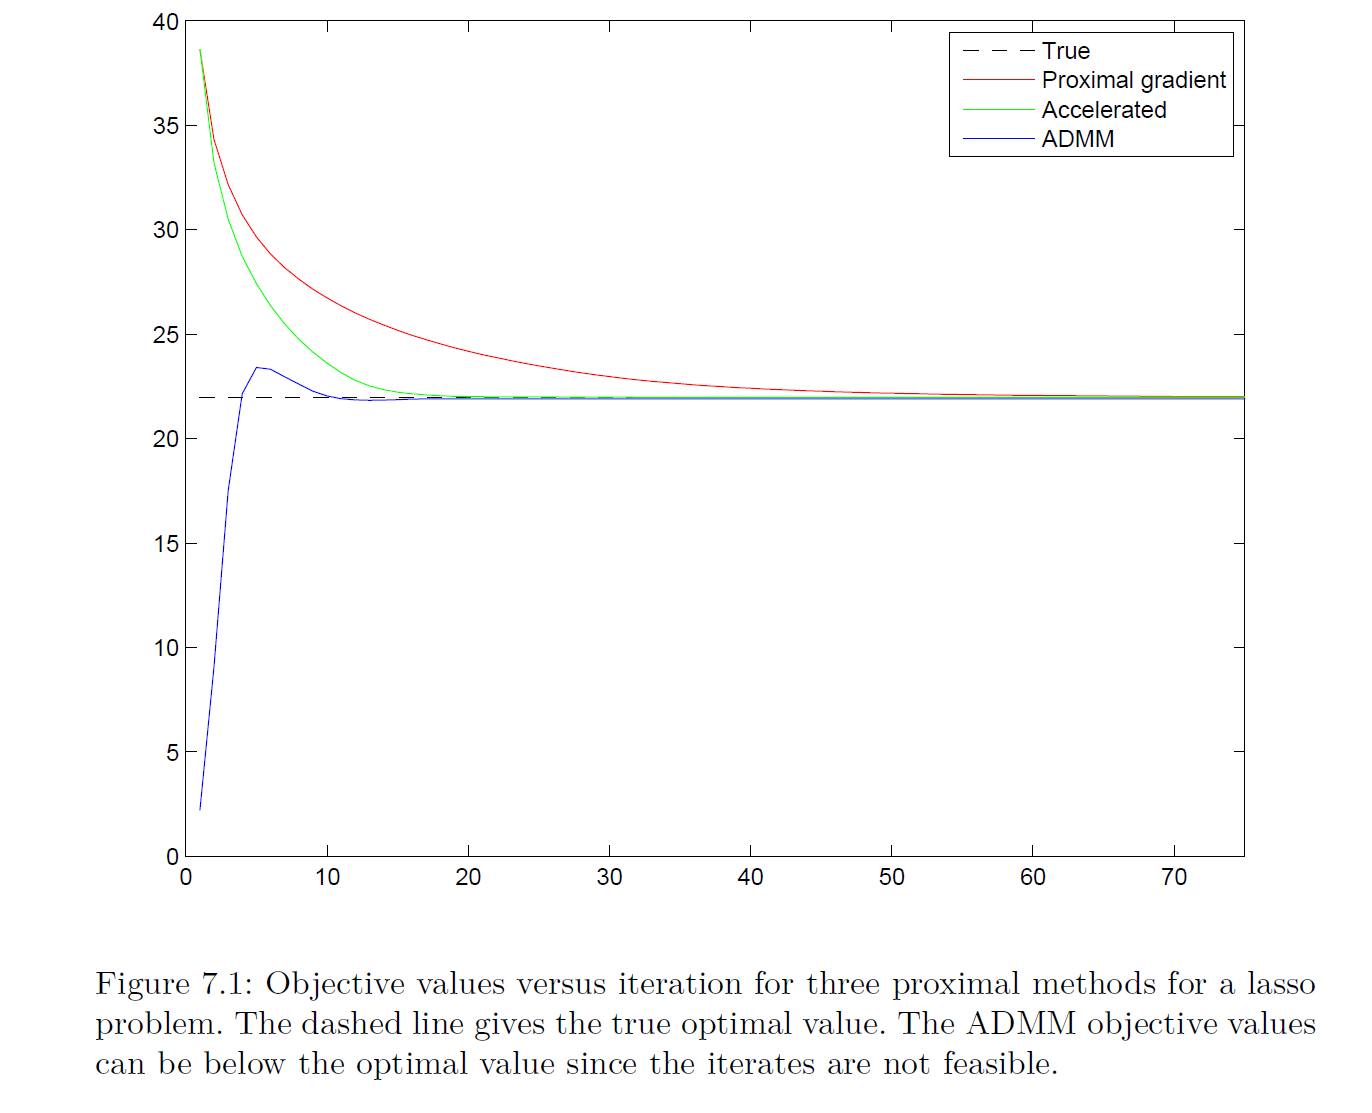 40
35
30
25
20
15
10
5
0
0 10 20 30 40 50 60 70
True
Proximal gradient
Accelerated
ADMM
Figure 7.1: Objective values versus iteration for three proximal methods for a lasso
problem. The dashed line gives the true optimal value. The ADMM objective values
can be below the optimal value since the iterates are not feasible.